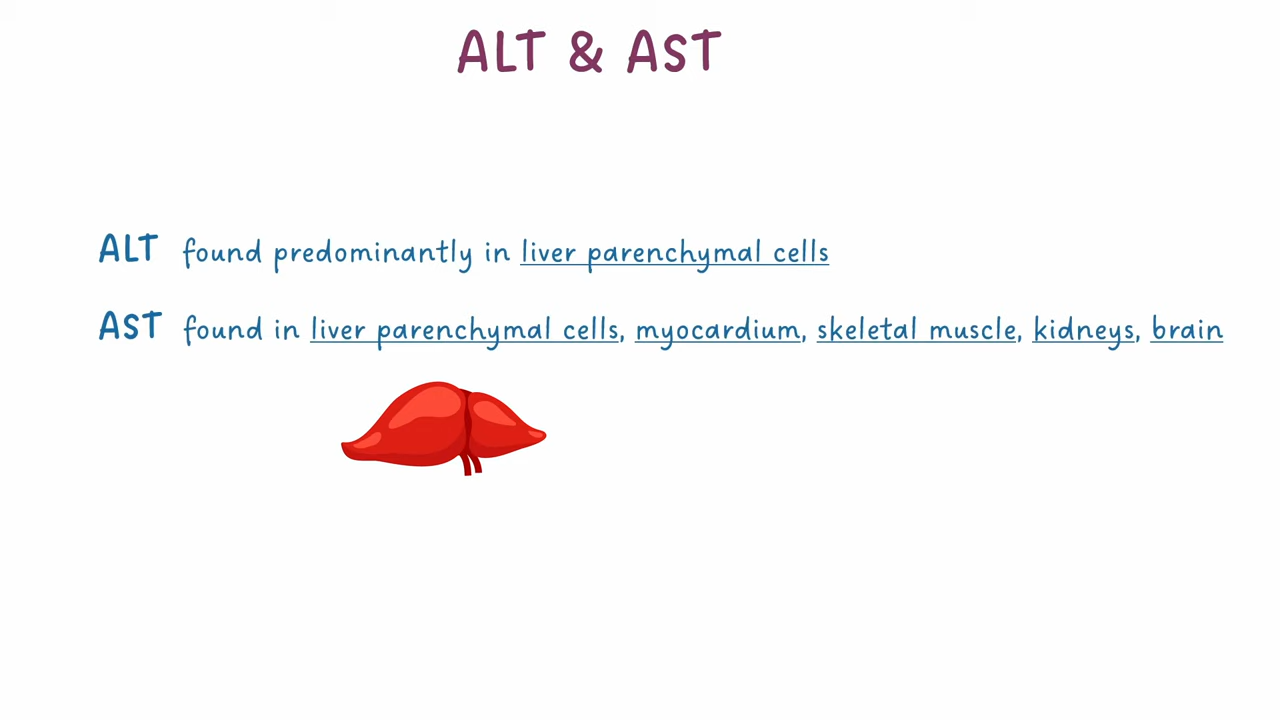 ALT & AST
ALT found predominantly in liver parenchymal cells
AST found in liver parenchymal cells, myocardium, skeletal muscle, kidneys, brain